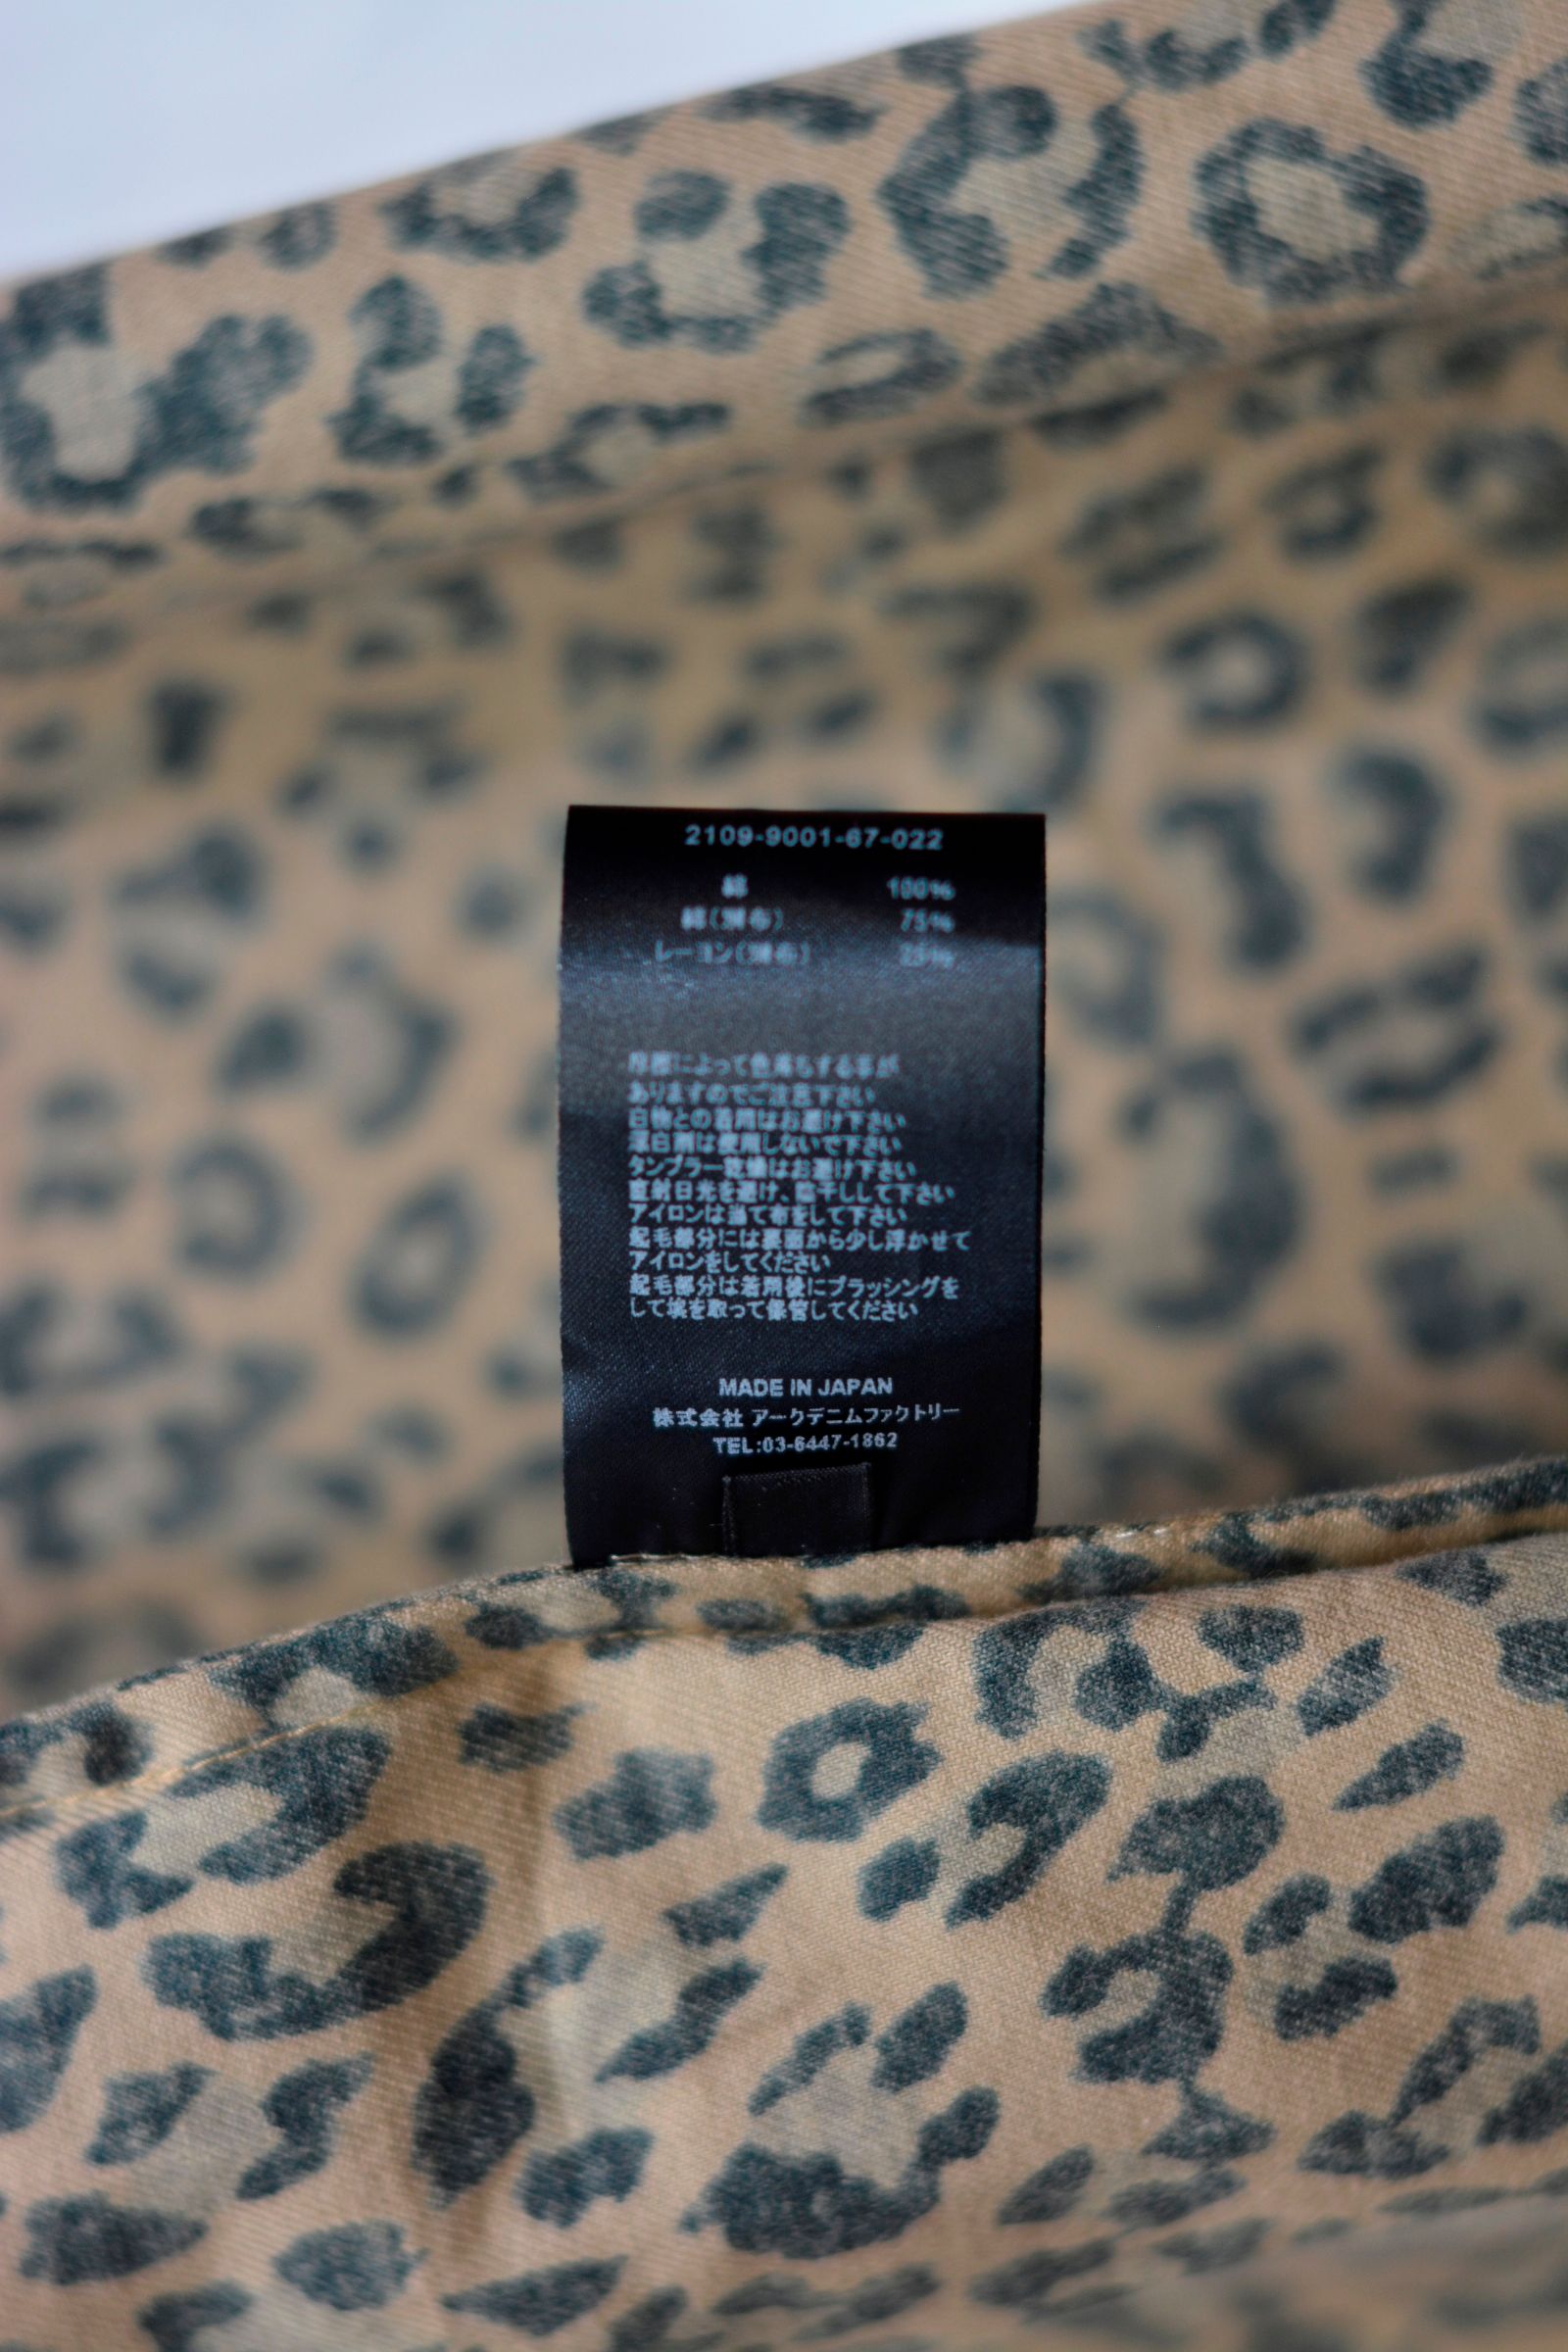 2109-9001-67-022
綿 100%
綿(別布) 75%
レーヨン(別布) 25%
摩擦によって色落ちする事が
ありますのでご注意下さい
白物との着用はお避け下さい
漂白剤は使用しないで下さい
タンブラー乾燥はお避け下さい
直射日光を避け、陰干しして下さい
アイロンは当て布をして下さい
起毛部分には裏面から少し浮かせて
アイロンをしてください
起毛部分は着用後にブラッシングを
して埃を取って保管してください
MADE IN JAPAN
株式会社 アークデニムファクトリー
TEL:03-6447-1862